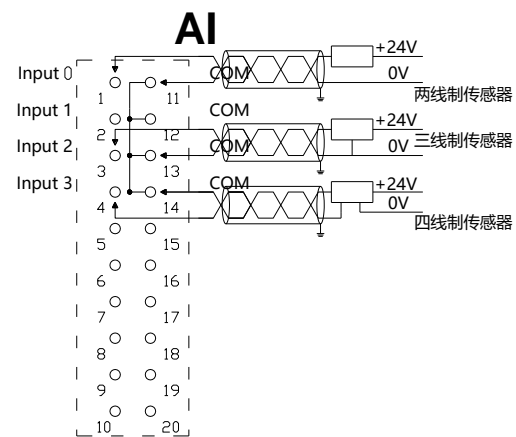 AI
+24V
Input 0 COM 0V
1 11 两线制传感器
Input 1 COM +24V
2 12 三线制传感器
Input 2 COM 0V
3 13
Input 3 COM +24V
4 14 0V
四线制传感器
5 15
6 16
7 17
8 18
9 19
10 20